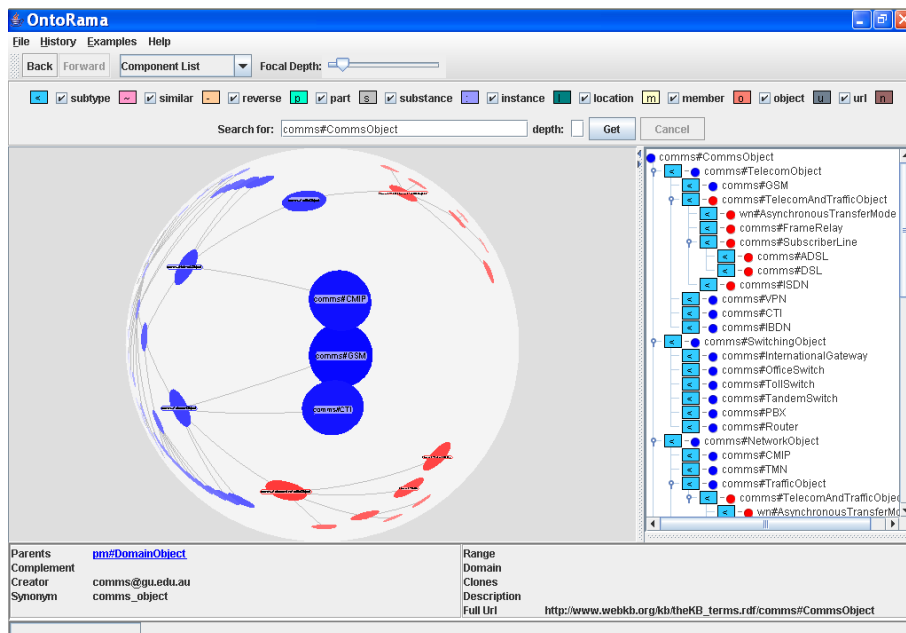 OntoRama
File History Examples Help
Back Forward Component List Focal Depth:
< subtype ~ similar - reverse p part s substance : instance l location m member o object u url n
Search for: comms#CommsObject depth: Get Cancel
comms#CMIP
comms#GSM
comms#CTI
comms#CommsObject
< comms#TelecomObject
< comms#GSM
< comms#TelecomAndTrafficObject
< wn#AsynchronousTransferMode
< comms#FrameRelay
< comms#SubscriberLine
< comms#ADSL
< comms#DSL
< comms#ISDN
< comms#VPN
< comms#CTI
< comms#IBDN
< comms#SwitchingObject
< comms#InternationalGateway
< comms#OfficeSwitch
< comms#TollSwitch
< comms#TandemSwitch
< comms#PBX
< comms#Router
< comms#NetworkObject
< comms#CMIP
< comms#TMN
< comms#TrafficObject
< comms#TelecomAndTrafficObjec
< wn#AsynchronousTransferM
Parents pm#DomainObject
Complement
Creator comms@gu.edu.au
Synonym comms_object
Range
Domain
Clones
Description
Full Url http://www.webkb.org/kb/theKB_terms.rdf/comms#CommsObject